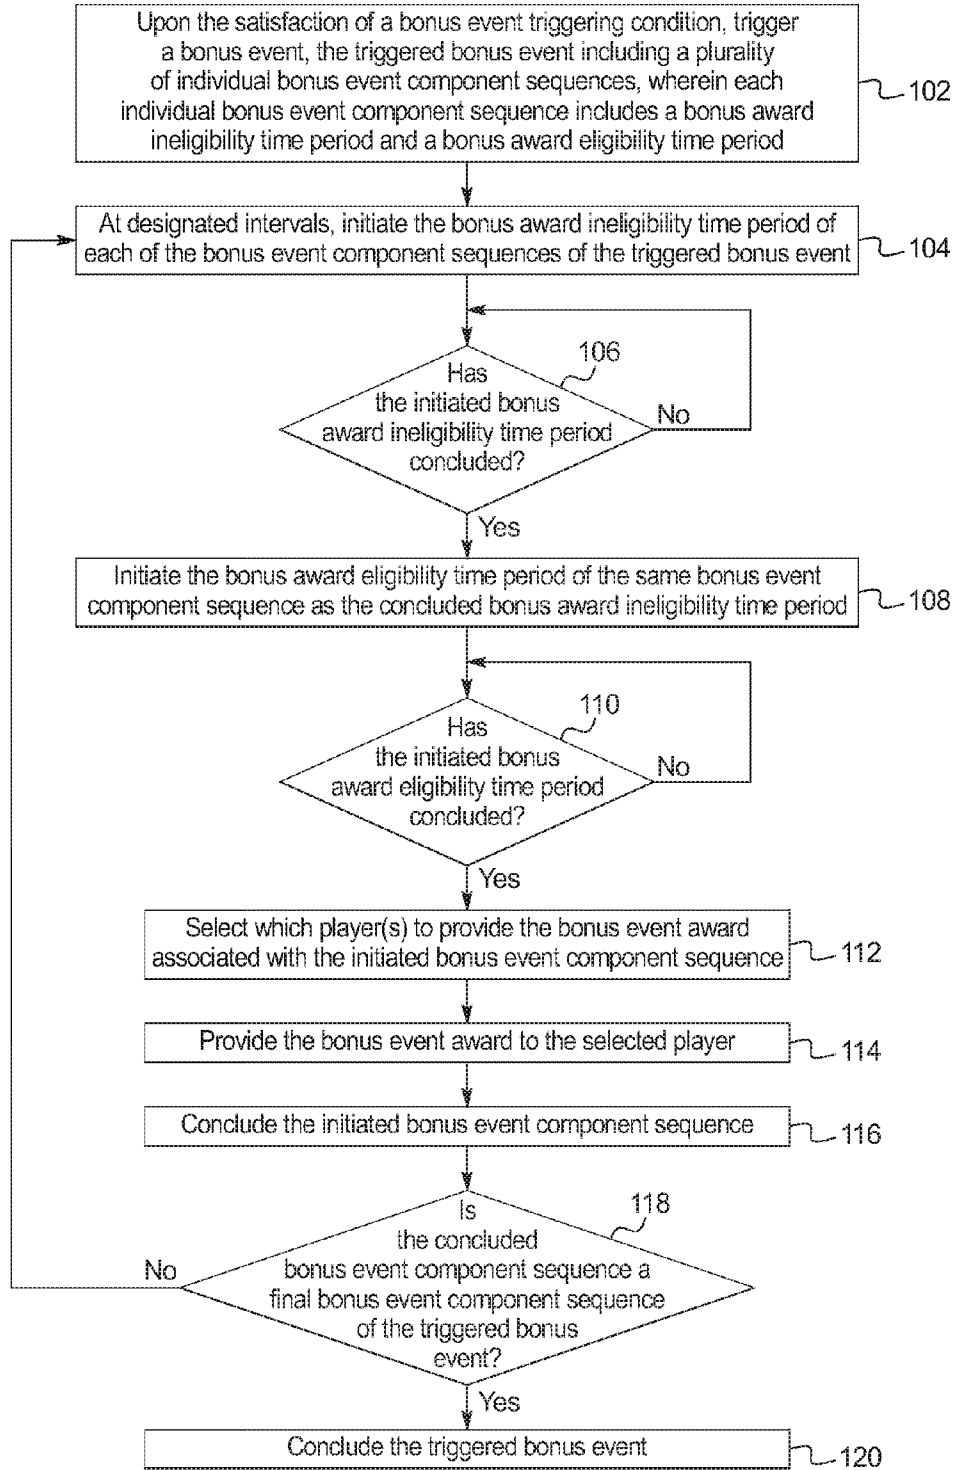 Upon the satisfaction of a bonus event triggering condition, trigger
a bonus event, the triggered bonus event including a plurality
of individual bonus event component sequences, wherein each
individual bonus event component sequence includes a bonus award
ineligibility time period and a bonus award eligibility time period
102
At designated intervals, initiate the bonus award ineligibility time period of
each of the bonus event component sequences of the triggered bonus event
104
106
Has
the initiated bonus
award ineligibility time period
concluded?
No
Yes
Initiate the bonus award eligibility time period of the same bonus event
component sequence as the concluded bonus award ineligibility time period
108
110
Has
the initiated bonus
award eligibility time period
concluded?
No
Yes
Select which player(s) to provide the bonus event award
associated with the initiated bonus event component sequence
112
Provide the bonus event award to the selected player
114
Conclude the initiated bonus event component sequence
116
118
Is
the concluded
bonus event component sequence a
final bonus event component sequence
of the triggered bonus
event?
No
Yes
Conclude the triggered bonus event
120